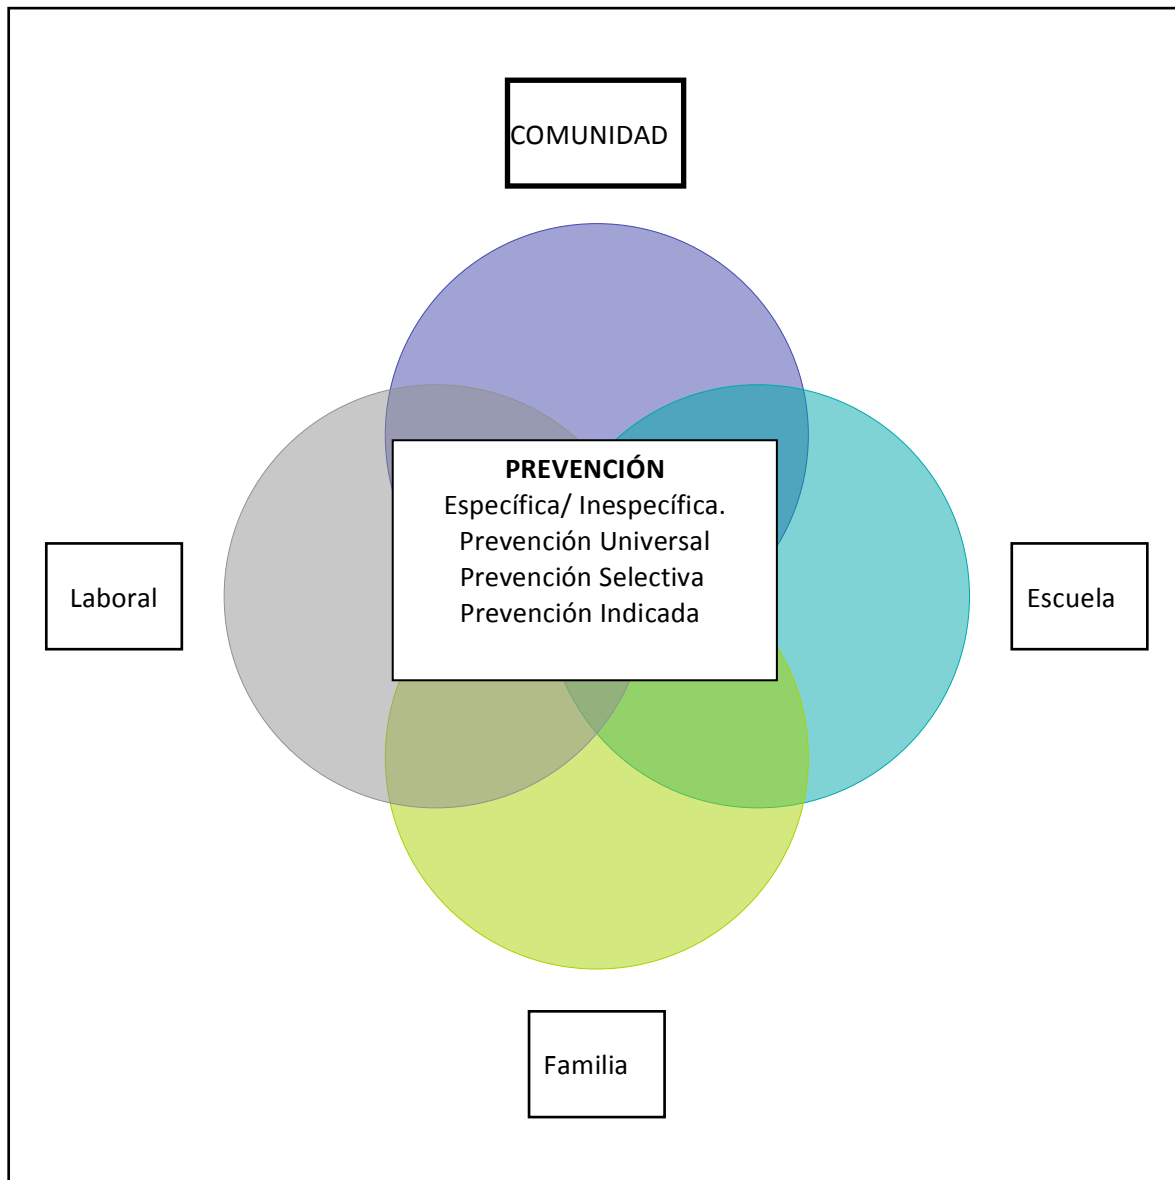 COMUNIDAD
PREVENCIÓN
Específica/ Inespecífica.
Prevención Universal
Prevención Selectiva
Prevención Indicada
Laboral
Escuela
Familia